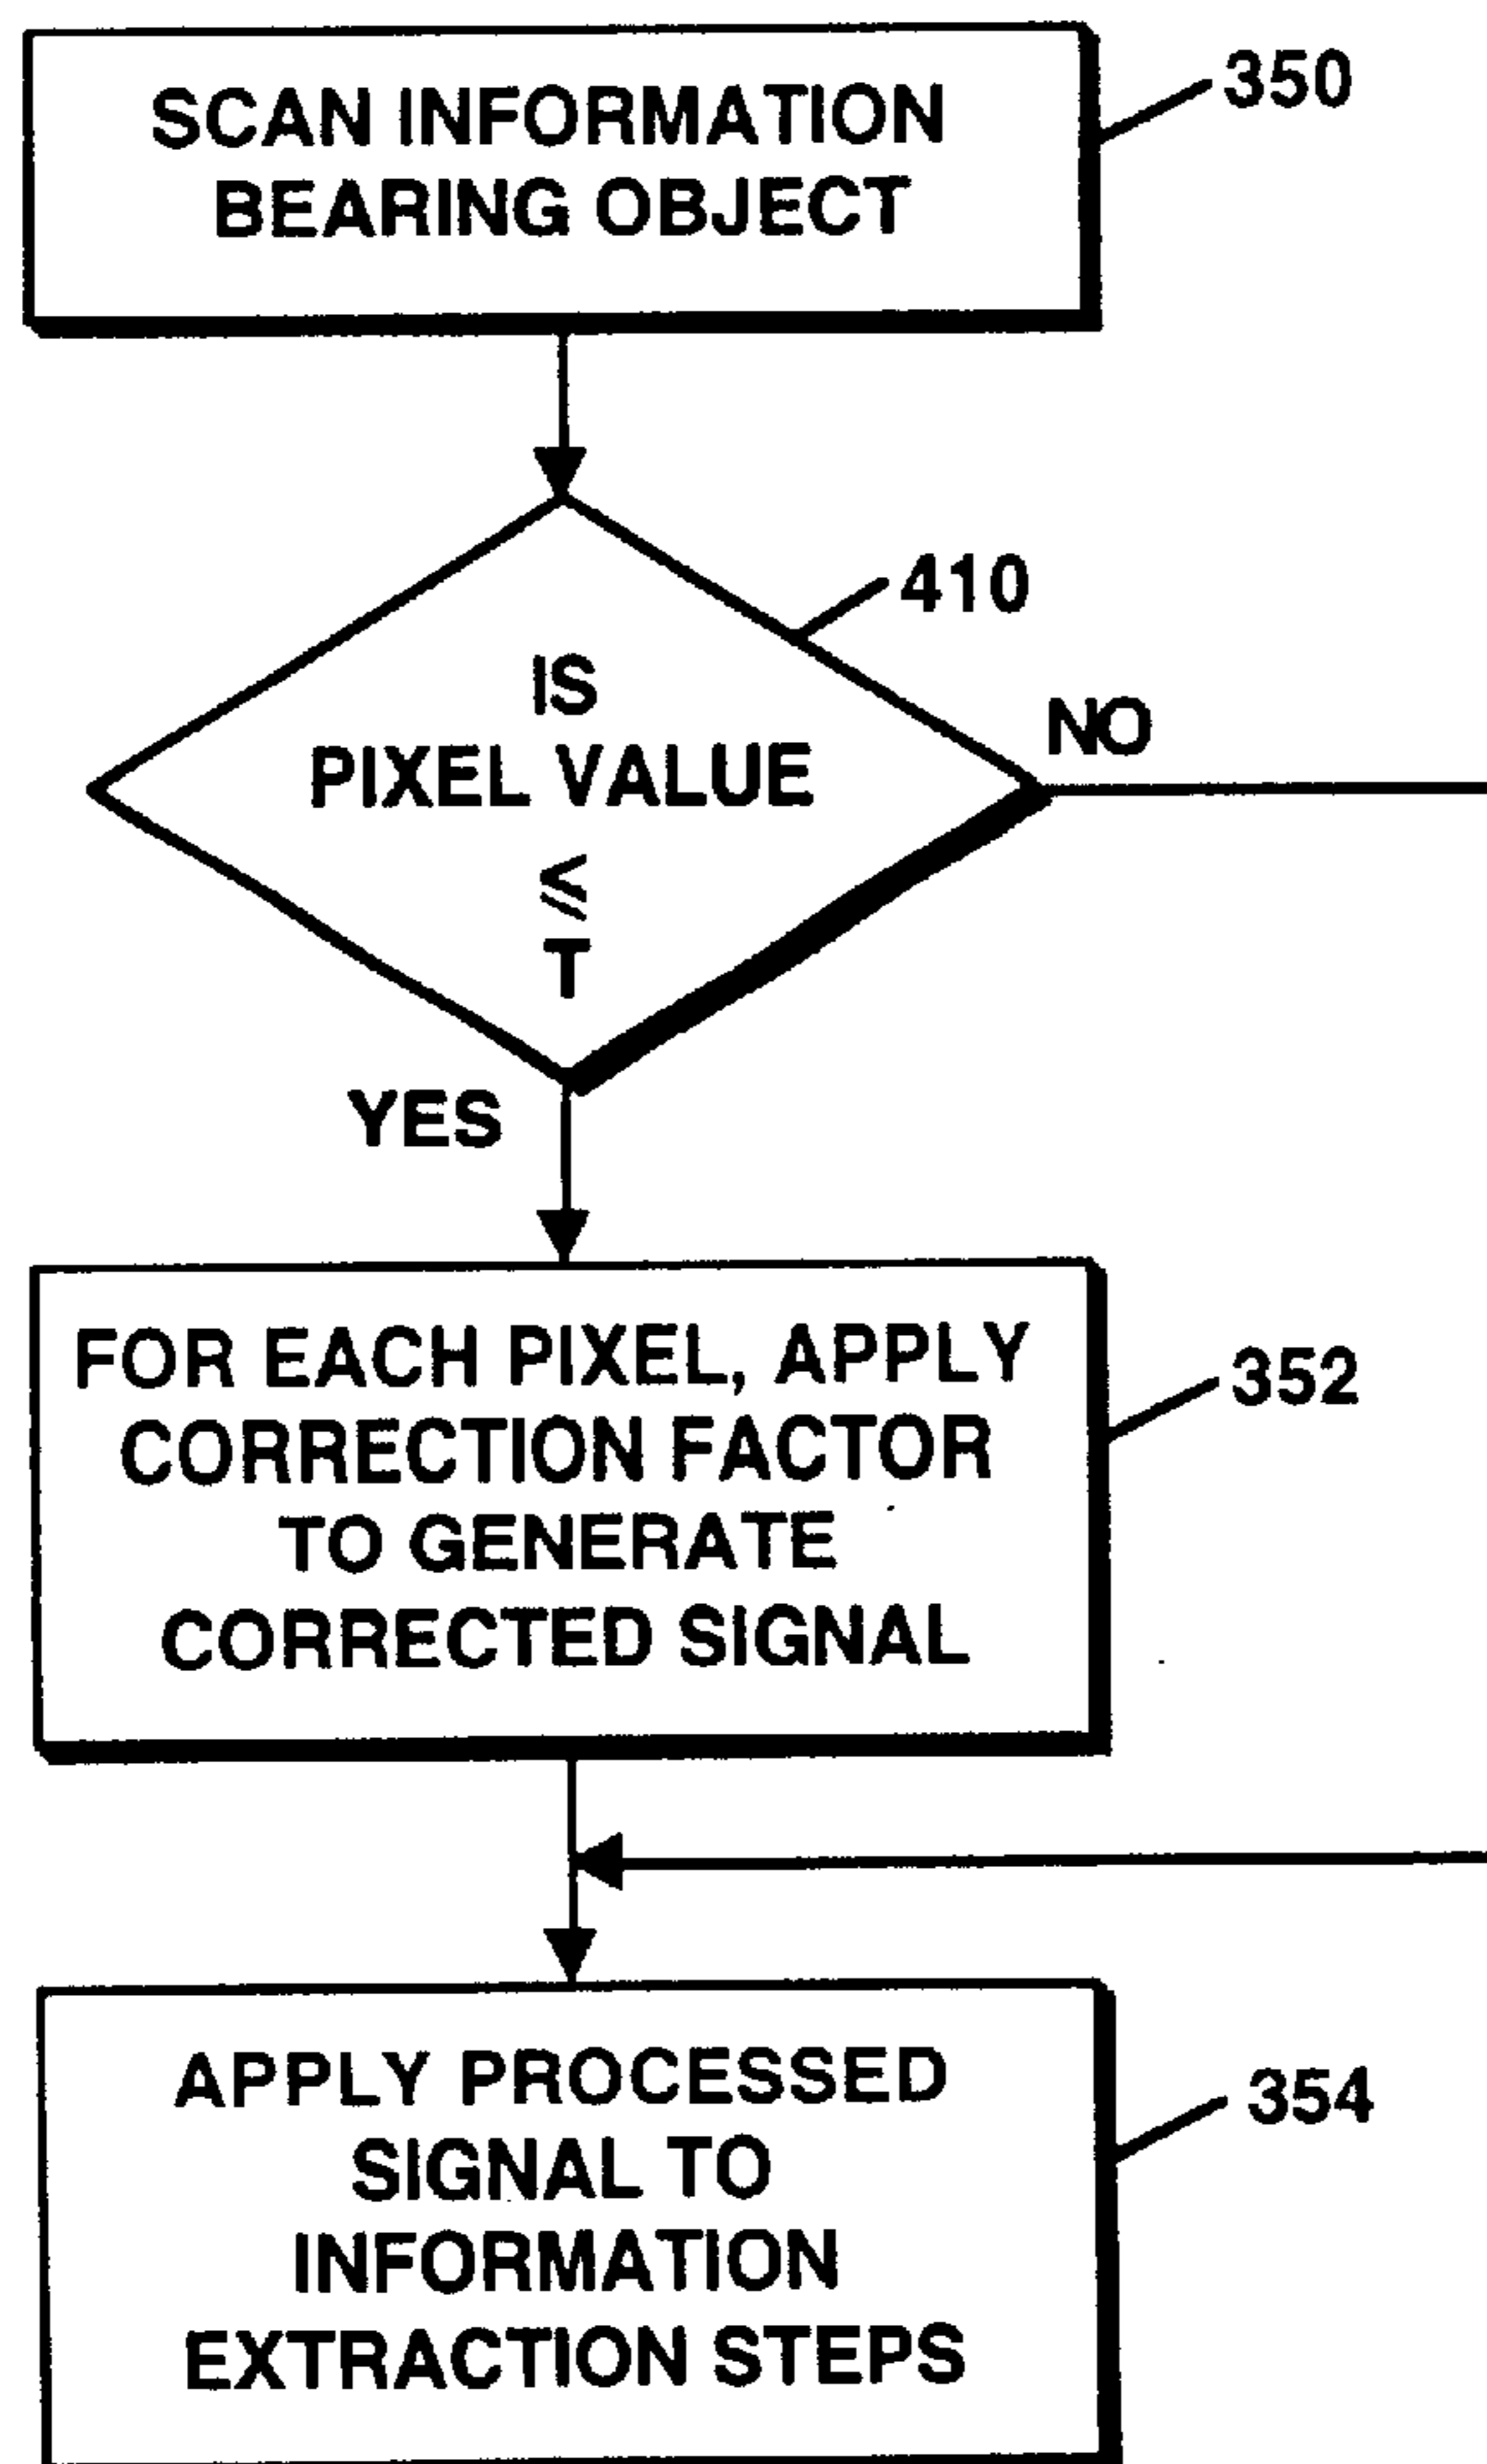 SCAN INFORMATION
BEARING OBJECT
350
410
IS
PIXEL VALUE
≤
T
NO
YES
FOR EACH PIXEL, APPLY
CORRECTION FACTOR
TO GENERATE
CORRECTED SIGNAL
352
APPLY PROCESSED
SIGNAL TO
INFORMATION
EXTRACTION STEPS
354